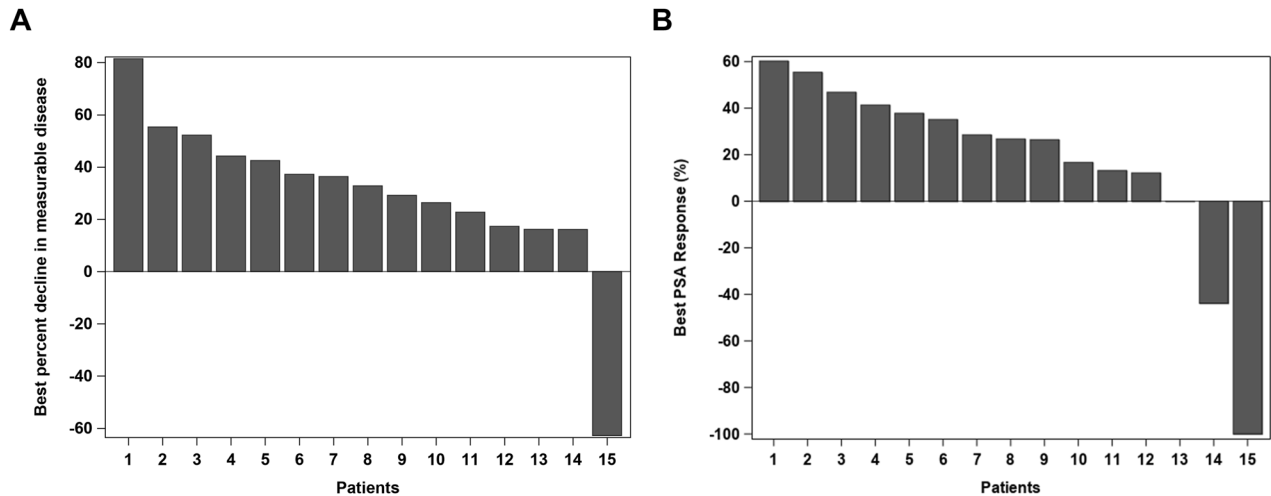 A
Best percent decline in measurable disease
80
60
40
20
0
-20
-40
-60
1 2 3 4 5 6 7 8 9 10 11 12 13 14 15
Patients
B
Best PSA Response (%)
60
40
20
0
-20
-40
-60
-80
-100
1 2 3 4 5 6 7 8 9 10 11 12 13 14 15
Patients